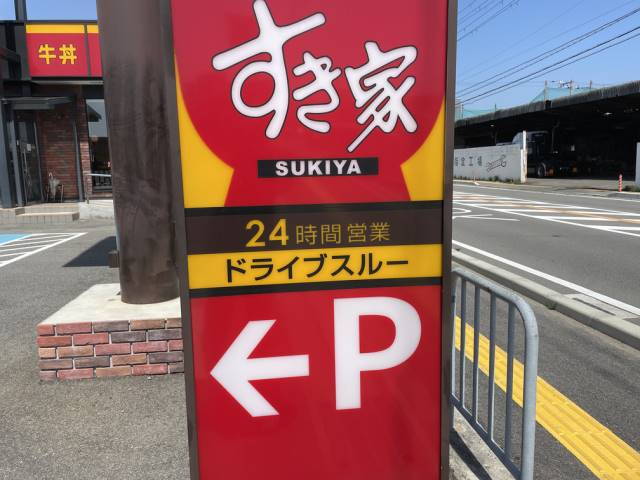 牛丼
すき家
SUKIYA
24時間営業
ドライブスルー
←P